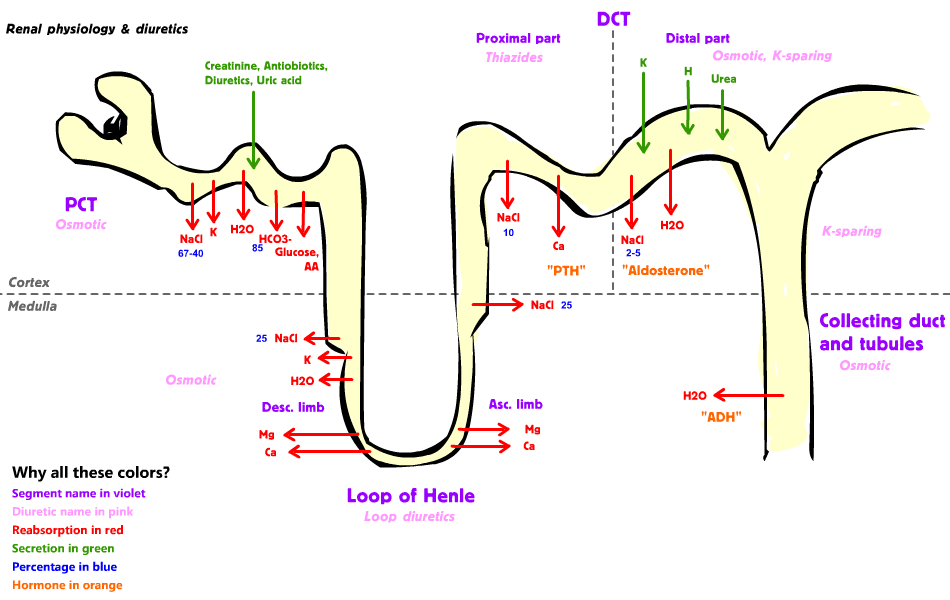 Renal physiology & diuretics
DCT
Proximal part
Thiazides
Distal part
Osmotic, K-sparing
Creatinine, Antiobiotics,
Diuretics, Uric acid
K
H
Urea
PCT
Osmotic
NaCl
67-40
K
H2O
85
HCO3-
Glucose,
AA
NaCl
10
Ca
"PTH"
NaCl
2-5
H2O
"Aldosterone"
K-sparing
Cortex
Medulla
NaCl 25
25 NaCl
K
H2O
Osmotic
Desc. limb
Asc. limb
Mg
Ca
Mg
Ca
Collecting duct
and tubules
Osmotic
H2O
"ADH"
Loop of Henle
Loop diuretics
Why all these colors?
Segment name in violet
Diuretic name in pink
Reabsorption in red
Secretion in green
Percentage in blue
Hormone in orange